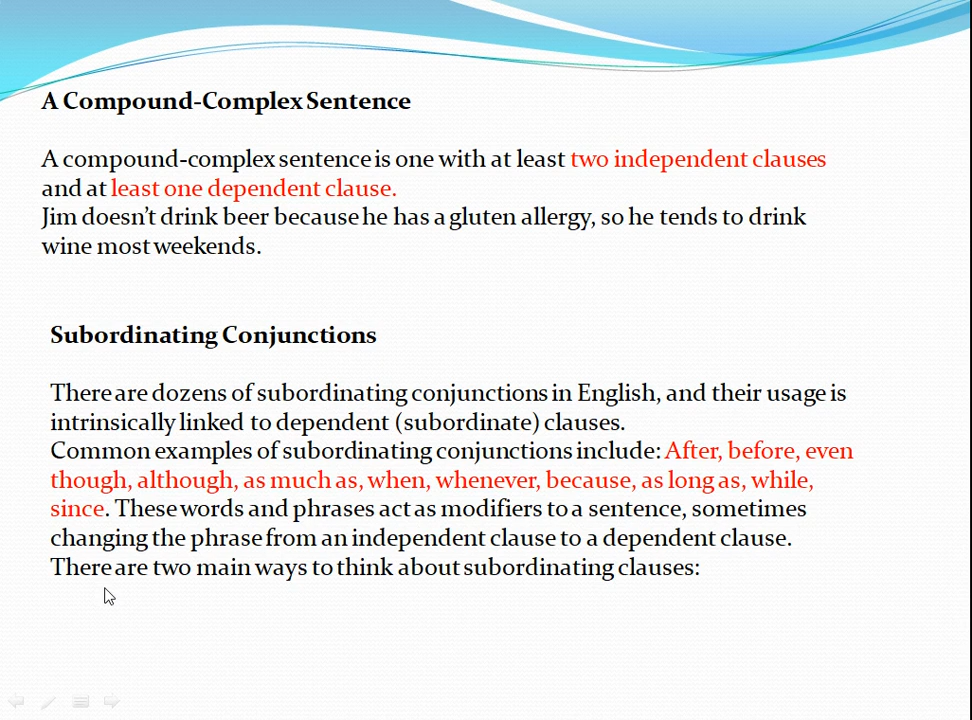 A Compound-Complex Sentence
A compound-complex sentence is one with at least two independent clauses
and at least one dependent clause.
Jim doesn't drink beer because he has a gluten allergy, so he tends to drink
wine most weekends.
Subordinating Conjunctions
There are dozens of subordinating conjunctions in English, and their usage is
intrinsically linked to dependent (subordinate) clauses.
Common examples of subordinating conjunctions include: After, before, even
though, although, as much as, when, whenever, because, as long as, while,
since. These words and phrases act as modifiers to a sentence, sometimes
changing the phrase from an independent clause to a dependent clause.
There are two main ways to think about subordinating clauses: